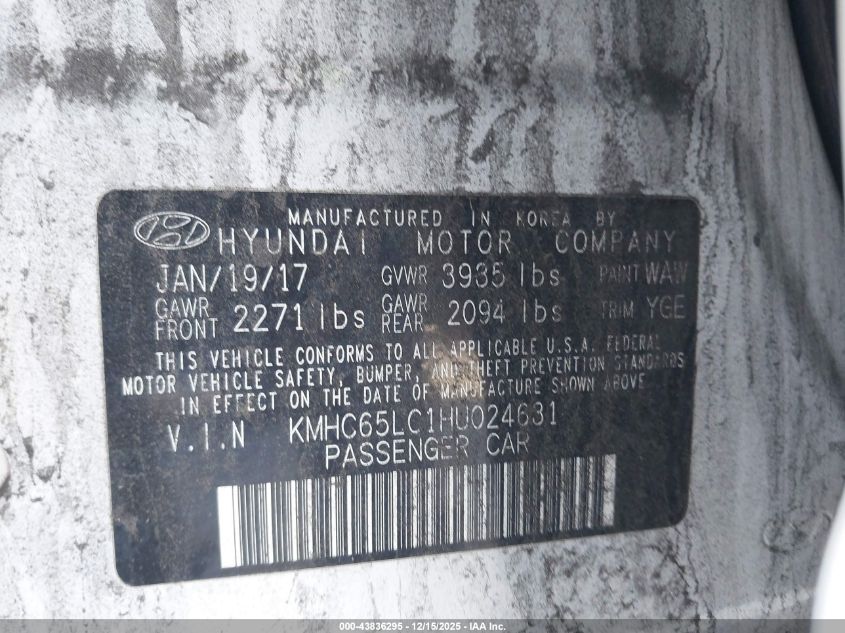 MANUFACTURED IN KOREA BY
HYUNDAI MOTOR COMPANY
JAN/19/17 GVWR 3935 lbs PAINT WAW
GAWR FRONT 2271 lbs GAWR REAR 2094 lbs TRIM YGE
THIS VEHICLE CONFORMS TO ALL APPLICABLE U.S.A. FEDERAL
MOTOR VEHICLE SAFETY, BUMPER, AND THEFT PREVENTION STANDARDS
IN EFFECT ON THE DATE OF MANUFACTURE SHOWN ABOVE.
V.I.N KMHC65LC1HU024631
PASSENGER CAR
000-43836295 - 12/15/2025 - IAA Inc.